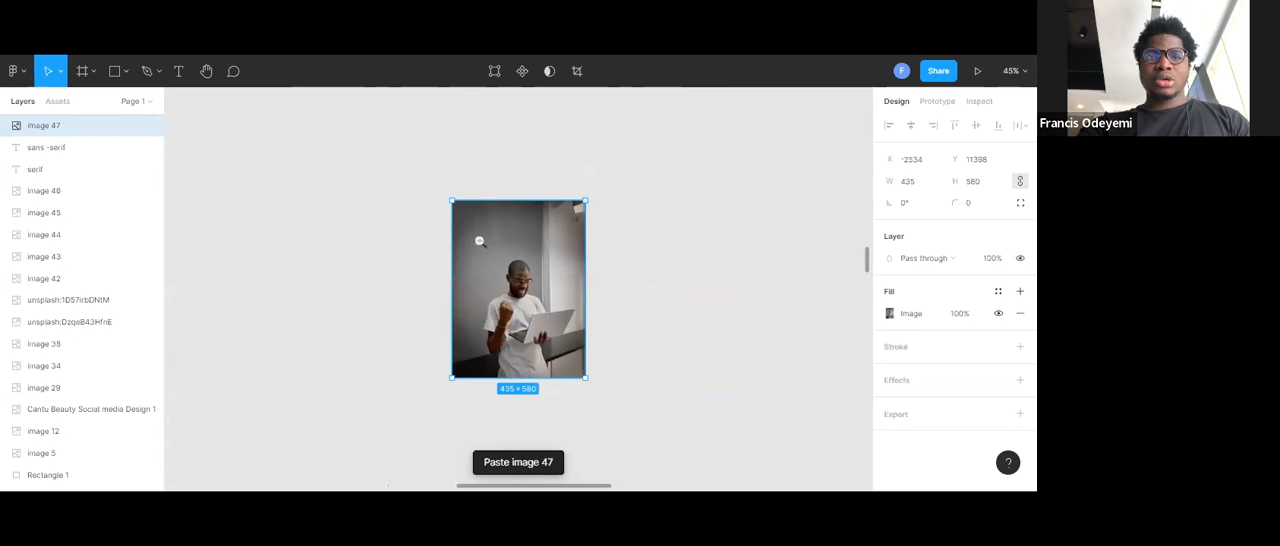 F
Share
45%
Layers
Assets
Page 1
image 47
sans -serif
serif
image 46
image 45
image 44
image 43
image 42
unsplash:1D57irbDNtM
unsplash:DzqeB43HfnE
image 38
image 34
image 29
Cantu Beauty Social media Design 1
image 12
image 5
Rectangle 1
435 × 580
Paste image 47
Design
Prototype
Inspect
X -2534 Y 11398
W 435 H 580
0° 0
Layer
Pass through 100%
Fill
Image 100%
Stroke
Effects
Export
?
Francis Odeyemi